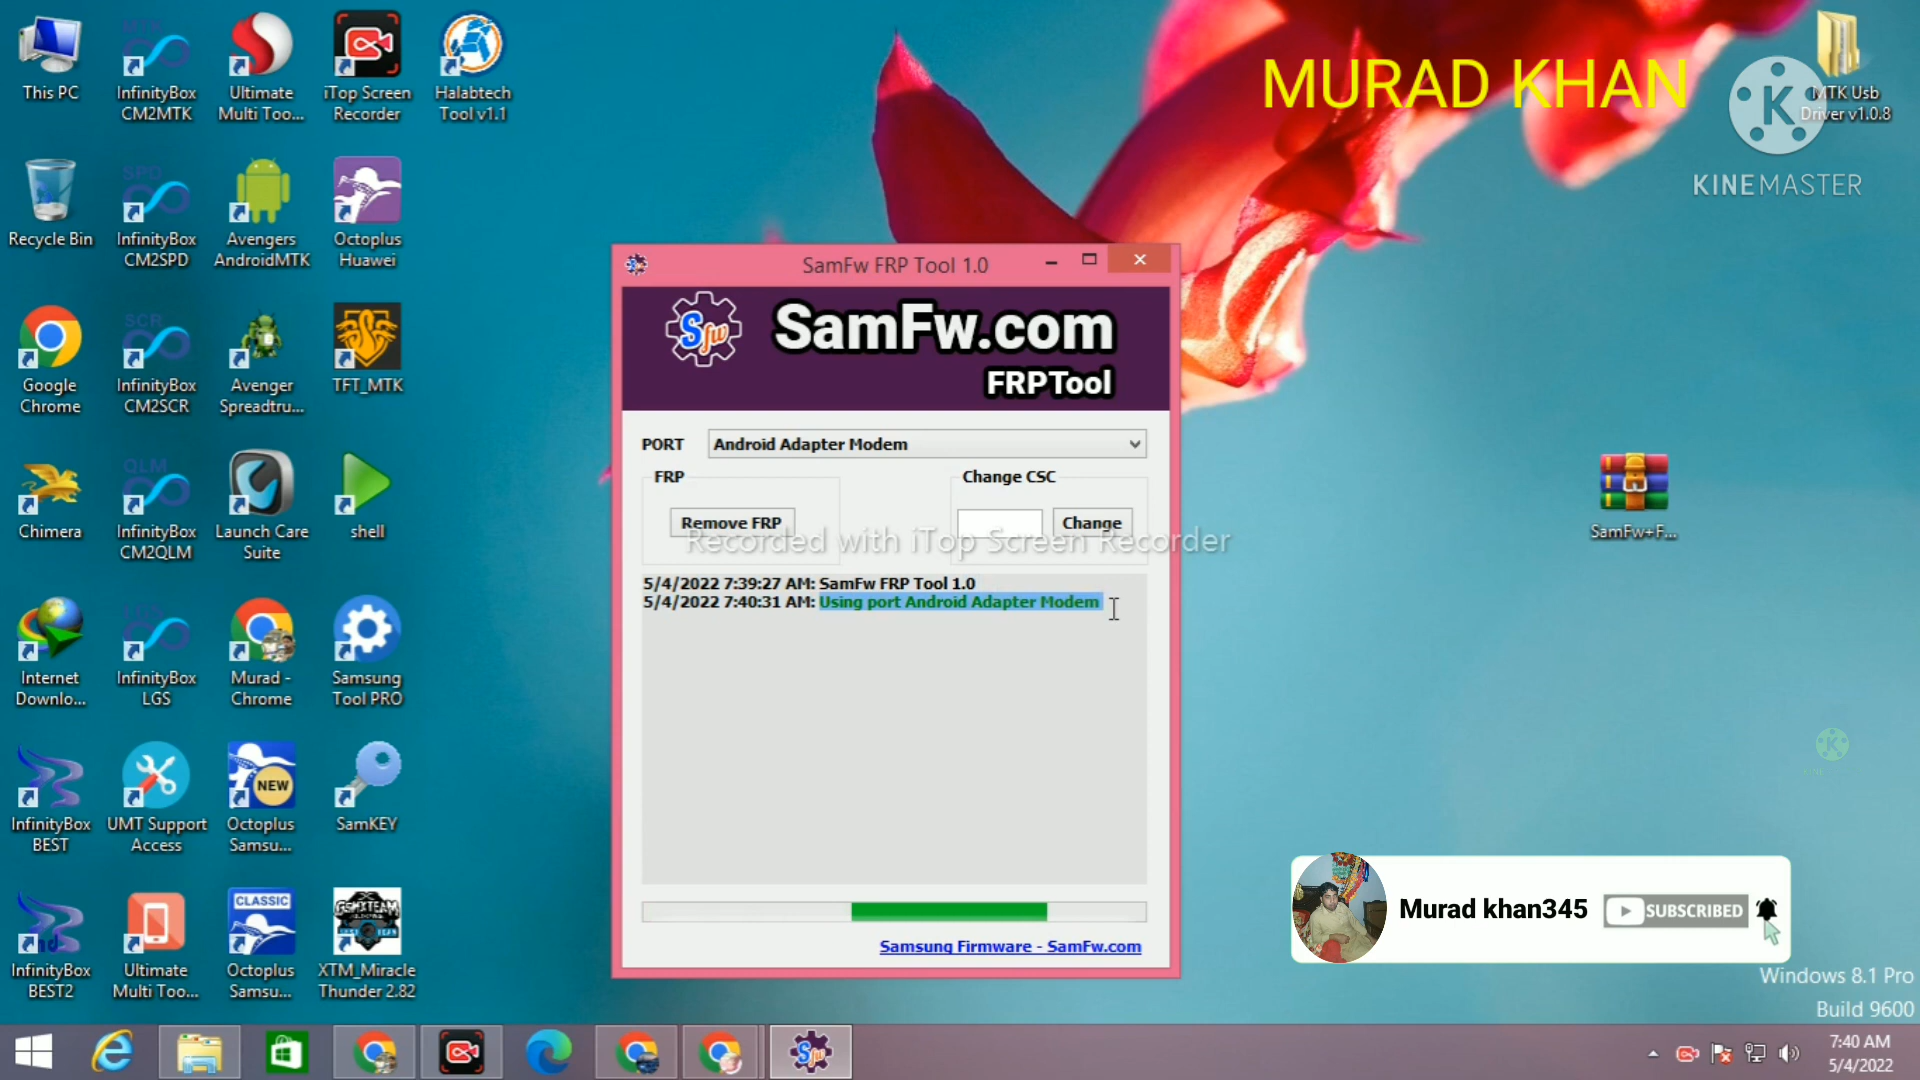 This PC
InfinityBox
CM2MTK
Ultimate
Multi Too...
iTop Screen
Recorder
Halabtech
Tool v1.1
MURAD KHAN
K
MTK Usb
Driver v1.0.8
KINEMASTER
Recycle Bin
SPD
InfinityBox
CM2SPD
Avengers
AndroidMTK
Octoplus
Huawei
SamFw FRP Tool 1.0
Sfw
SamFw.com
FRPTool
Google
Chrome
SCR
InfinityBox
CM2SCR
Avenger
Spreadtru...
TFT_MTK
PORT
Android Adapter Modem
FRP
Change CSC
Remove FRP
Change
Recorded with iTop Screen Recorder
5/4/2022 7:39:27 AM: SamFw FRP Tool 1.0
5/4/2022 7:40:31 AM: Using port Android Adapter Modem
Chimera
QLM
InfinityBox
CM2QLM
Launch Care
Suite
shell
SamFw+F...
Internet
Downlo...
InfinityBox
LGS
Murad -
Chrome
Samsung
Tool PRO
InfinityBox
BEST
UMT Support
Access
NEW
Octoplus
Samsu...
SamKEY
InfinityBox
BEST2
Ultimate
Multi Too...
CLASSIC
Octoplus
Samsu...
GSMXTEAM
XTM_Miracle
Thunder 2.82
Samsung Firmware - SamFw.com
Murad khan345
SUBSCRIBED
Windows 8.1 Pro
Build 9600
7:40 AM
5/4/2022